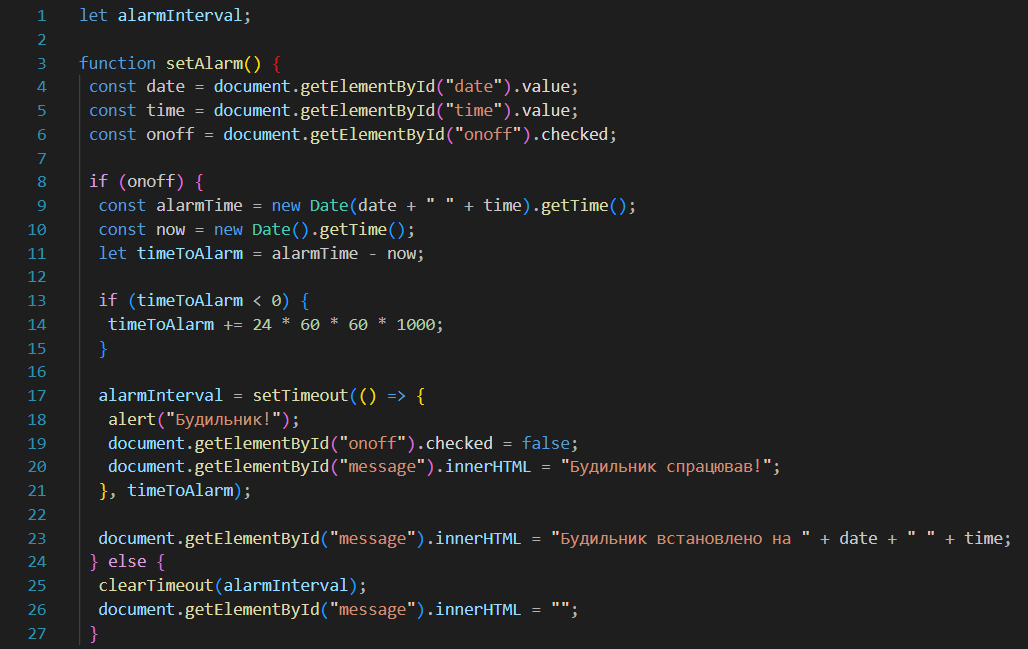 1 let alarmInterval;
2
3 function setAlarm() {
4 const date = document.getElementById("date").value;
5 const time = document.getElementById("time").value;
6 const onoff = document.getElementById("onoff").checked;
7
8 if (onoff) {
9 const alarmTime = new Date(date + " " + time).getTime();
10 const now = new Date().getTime();
11 let timeToAlarm = alarmTime - now;
12
13 if (timeToAlarm < 0) {
14 timeToAlarm += 24 * 60 * 60 * 1000;
15 }
16
17 alarmInterval = setTimeout(() => {
18 alert("Будильник!");
19 document.getElementById("onoff").checked = false;
20 document.getElementById("message").innerHTML = "Будильник спрацював!";
21 }, timeToAlarm);
22
23 document.getElementById("message").innerHTML = "Будильник встановлено на " + date + " " + time;
24 } else {
25 clearTimeout(alarmInterval);
26 document.getElementById("message").innerHTML = "";
27 }